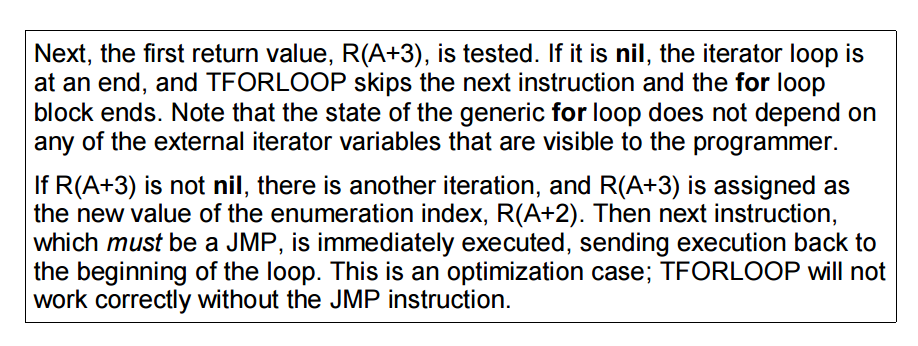 Next, the first return value, R(A+3), is tested. If it is nil, the iterator loop is
at an end, and TFORLOOP skips the next instruction and the for loop
block ends. Note that the state of the generic for loop does not depend on
any of the external iterator variables that are visible to the programmer.
If R(A+3) is not nil, there is another iteration, and R(A+3) is assigned as
the new value of the enumeration index, R(A+2). Then next instruction,
which must be a JMP, is immediately executed, sending execution back to
the beginning of the loop. This is an optimization case; TFORLOOP will not
work correctly without the JMP instruction.